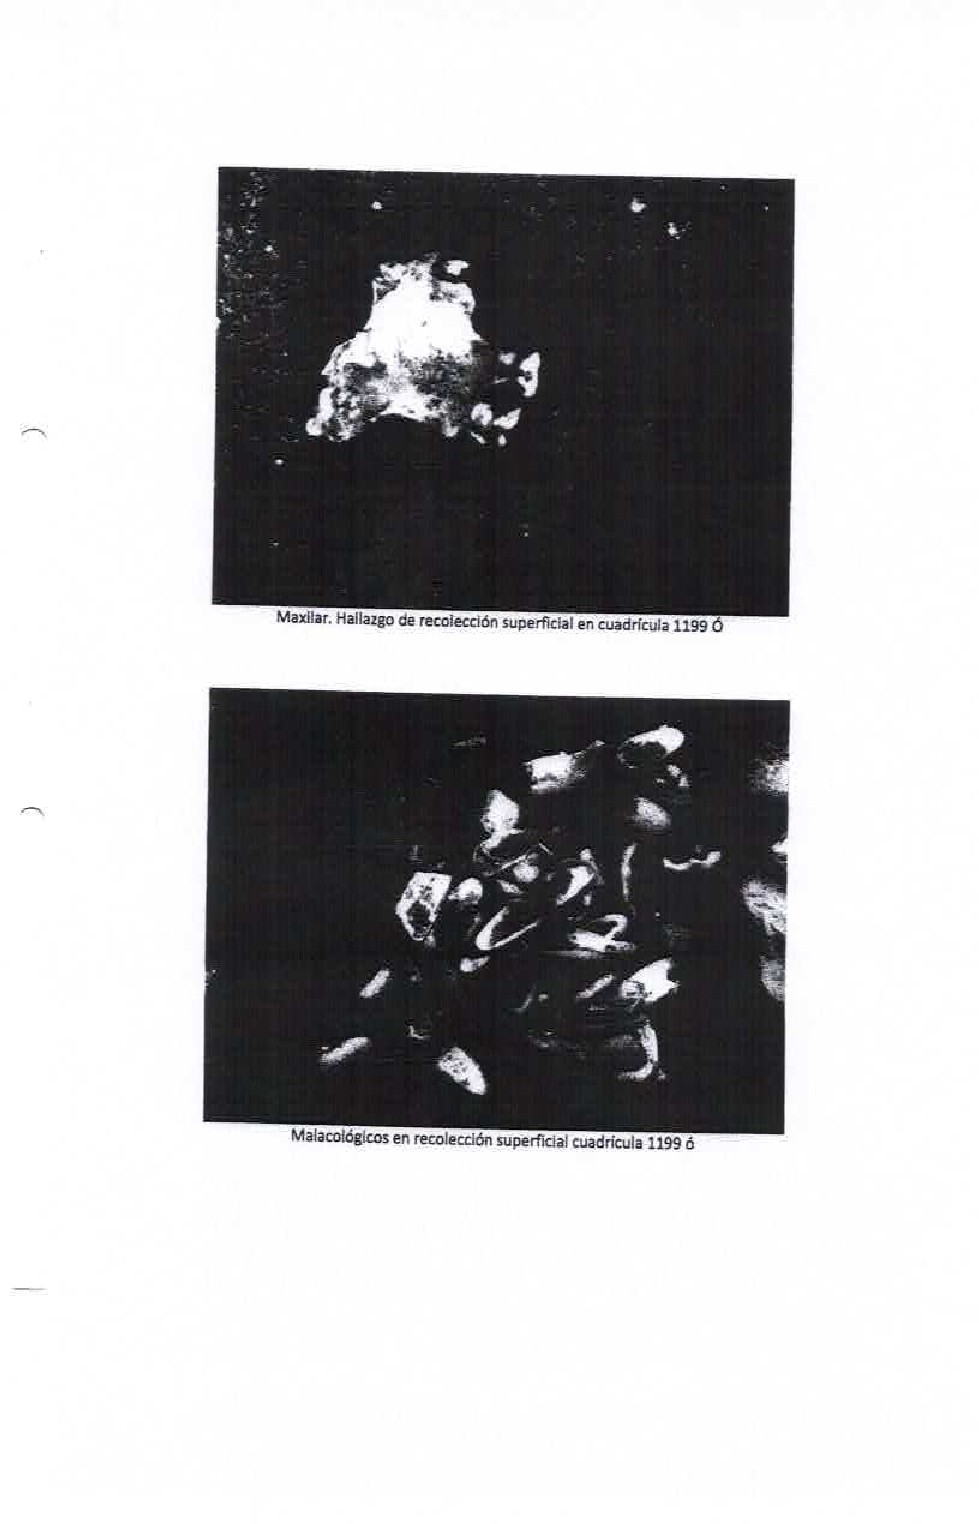 Maxilar. Hallazgo de recolección superficial en cuadrícula 1199 Ó
Malacológicos en recolección superficial cuadrícula 1199 ó